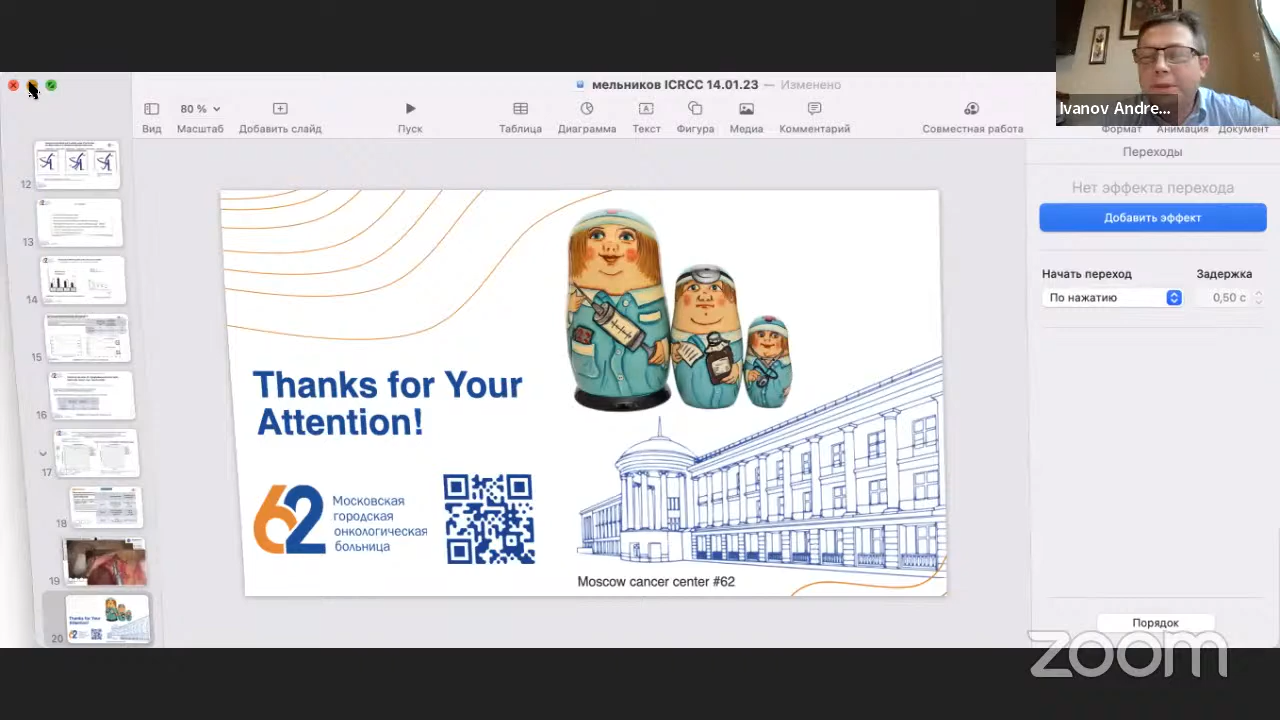 мельников ICRCC 14.01.23 — Изменено
80 %
Вид
Масштаб
Добавить слайд
Пуск
Таблица
Диаграмма
Текст
Фигура
Медиа
Комментарий
Совместная работа
Формат
Анимация
Документ
Ivanov Andre...
Переходы
Нет эффекта перехода
Добавить эффект
Начать переход
Задержка
По нажатию
0,50 с
Порядок
12
13
14
15
16
17
18
19
20
Thanks for Your
Attention!
62
Московская
городская
онкологическая
больница
Moscow cancer center #62
zoom